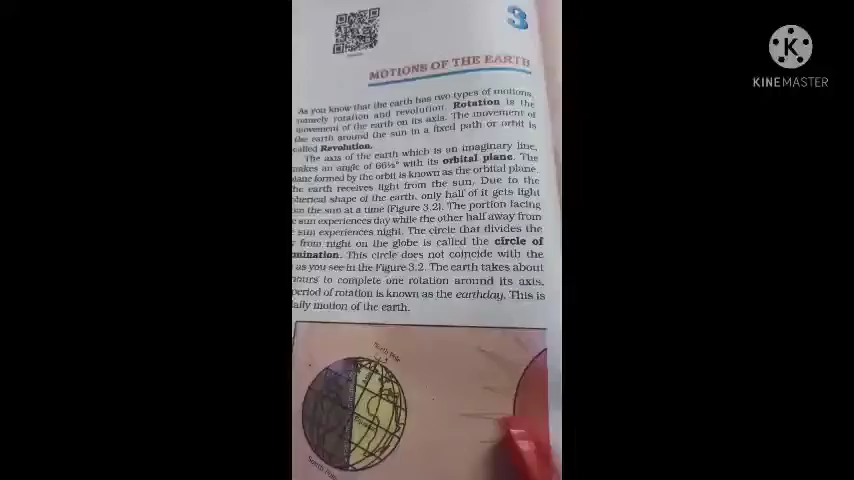 3
KINEMASTER
MOTIONS OF THE EARTH
As you know that the earth has two types of motions,
namely rotation and revolution. Rotation is the
movement of the earth on its axis. The movement of
the earth around the sun in a fixed path or orbit is
called Revolution.
The axis of the earth which is an imaginary line,
makes an angle of 66½° with its orbital plane. The
plane formed by the orbit is known as the orbital plane.
The earth receives light from the sun. Due to the
spherical shape of the earth, only half of it gets light
from the sun at a time (Figure 3.2). The portion facing
sun experiences day while the other half away from
sun experiences night. The circle that divides the
from night on the globe is called the circle of
mination. This circle does not coincide with the
as you see in the Figure 3.2. The earth takes about
hours to complete one rotation around its axis.
period of rotation is known as the earthday. This is
daily motion of the earth.
North Pole
Equator
South Pole